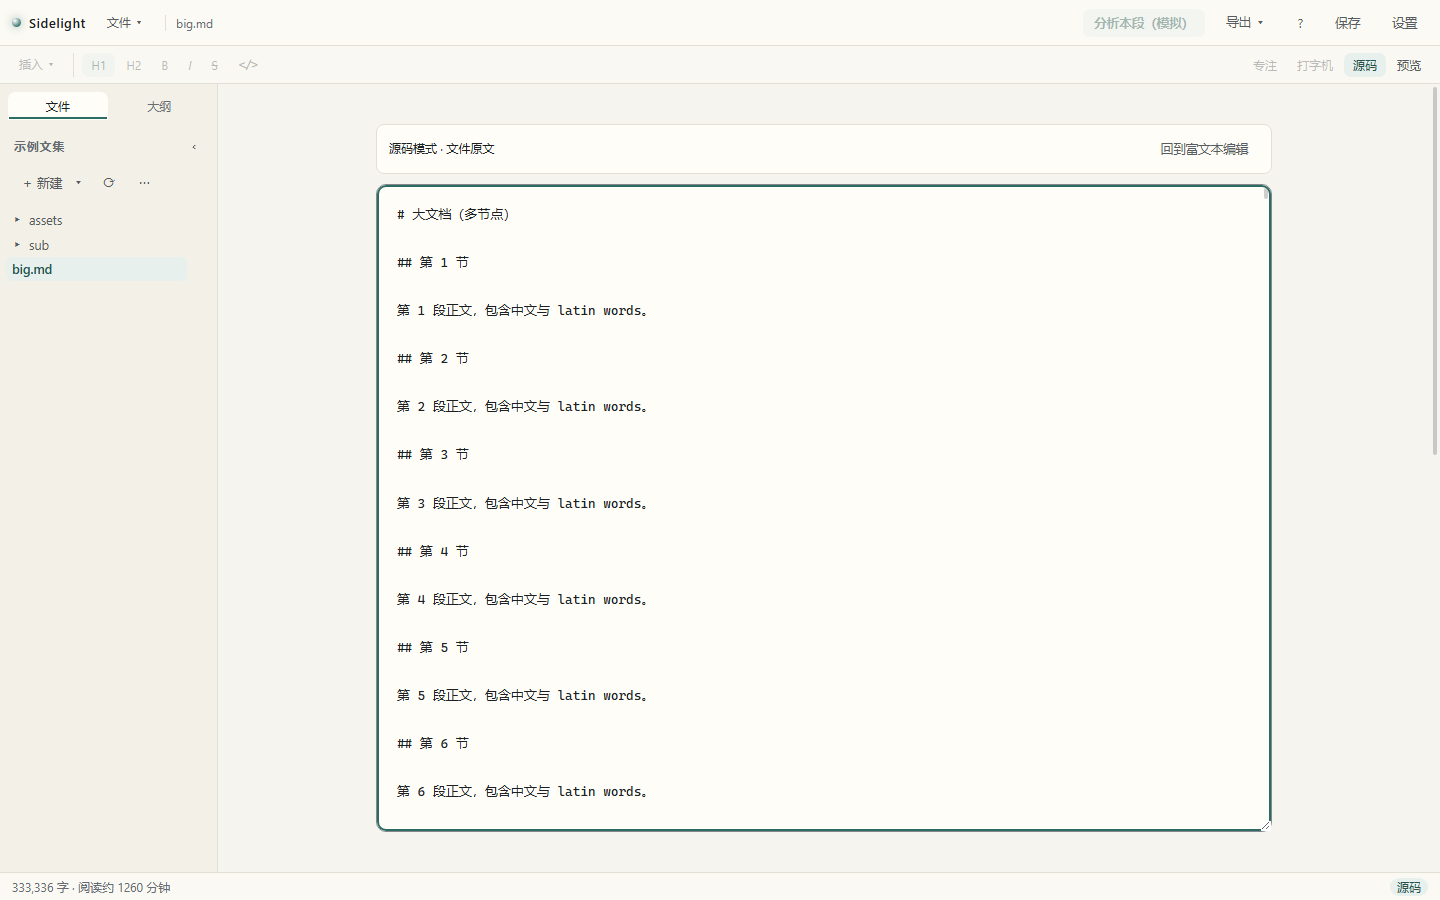 Sidelight 文件 ▾ big.md 分析本段（模拟） 导出 ▾ ? 保存 设置
插入 ▾ H1 H2 B I S </> 专注 打字机 源码 预览
文件 大纲
示例文集 ‹
+ 新建 ▾ ⟳ ···
▸ assets
▸ sub
big.md
源码模式 · 文件原文 回到富文本编辑
# 大文档（多节点）
## 第 1 节
第 1 段正文，包含中文与 latin words。
## 第 2 节
第 2 段正文，包含中文与 latin words。
## 第 3 节
第 3 段正文，包含中文与 latin words。
## 第 4 节
第 4 段正文，包含中文与 latin words。
## 第 5 节
第 5 段正文，包含中文与 latin words。
## 第 6 节
第 6 段正文，包含中文与 latin words。
333,336 字 · 阅读约 1260 分钟 源码